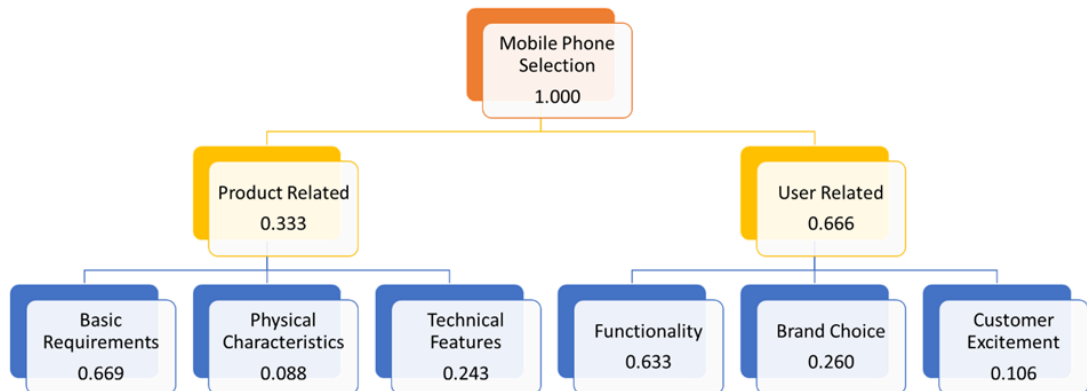 Mobile Phone
Selection
1.000
Product Related
0.333
User Related
0.666
Basic
Requirements
0.669
Physical
Characteristics
0.088
Technical
Features
0.243
Functionality
0.633
Brand Choice
0.260
Customer
Excitement
0.106